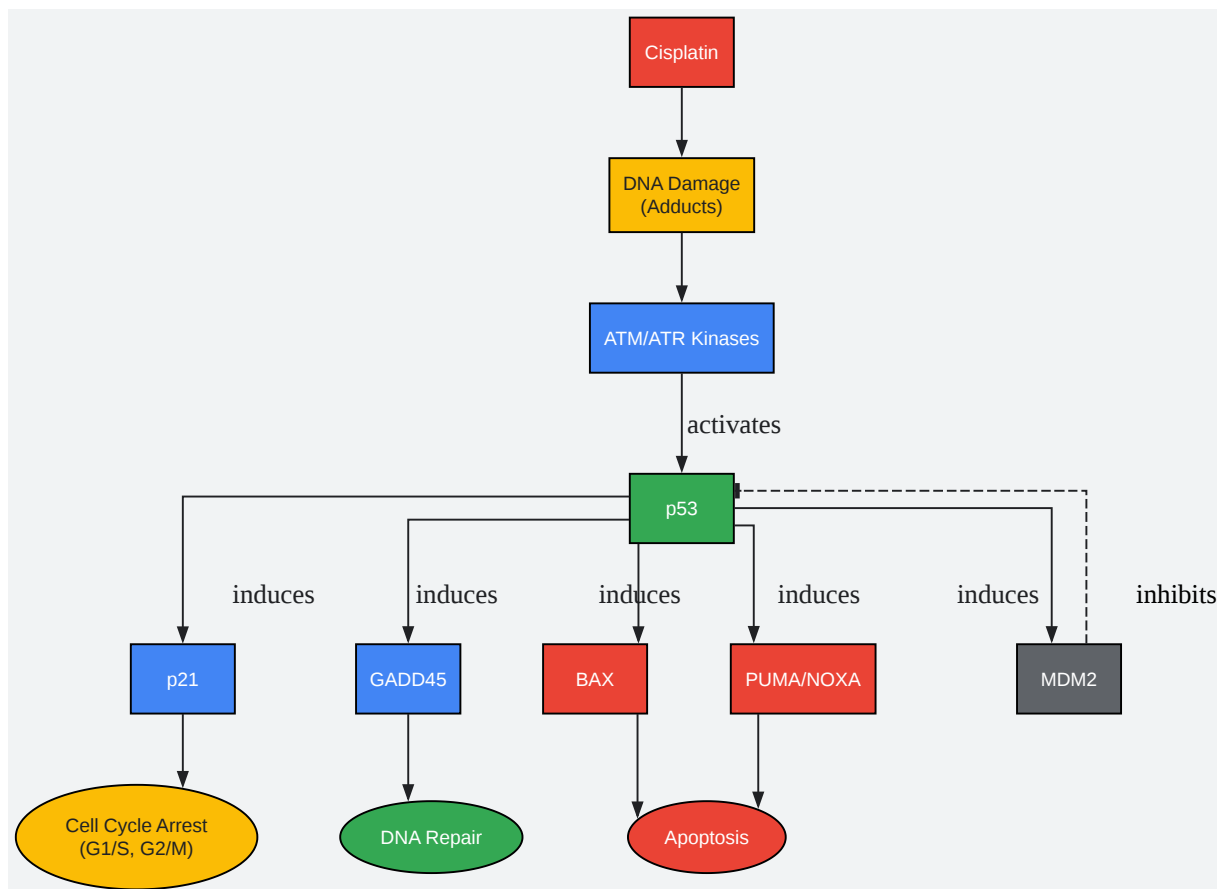 Cisplatin
DNA Damage
(Adducts)
ATM/ATR Kinases
activates
p53
induces
induces
induces
induces
induces
inhibits
p21
GADD45
BAX
PUMA/NOXA
MDM2
Cell Cycle Arrest
(G1/S, G2/M)
DNA Repair
Apoptosis